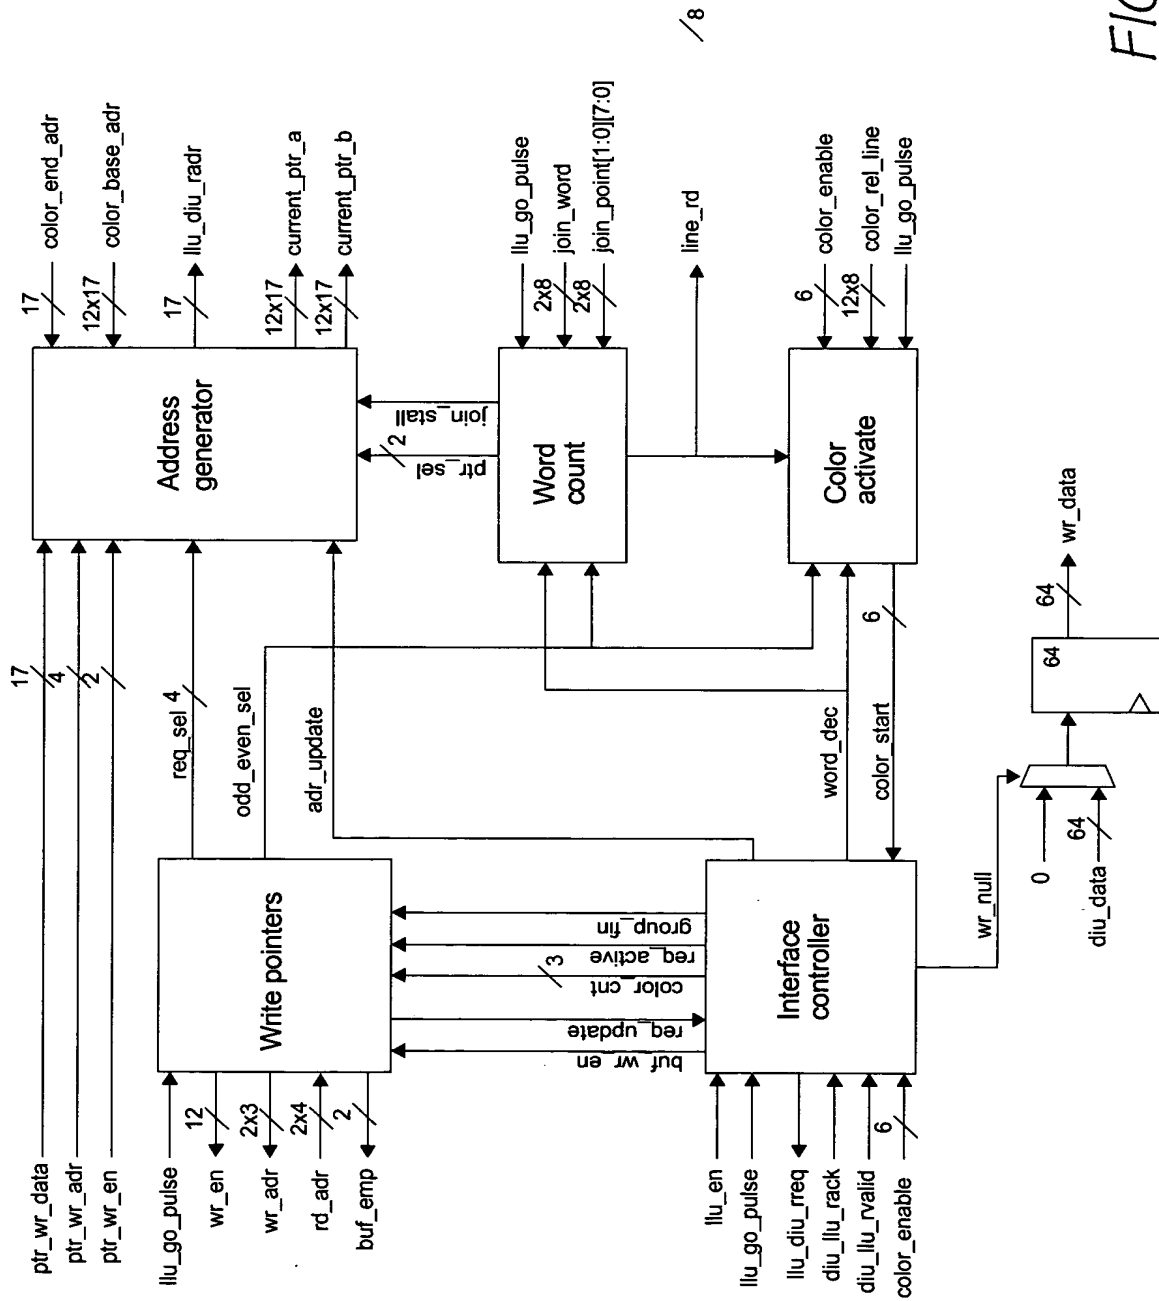 ptr_wr_data
17
ptr_wr_adr
4
ptr_wr_en
2
Address
generator
17
color_end_adr
12x17
color_base_adr
17
llu_diu_radr
12x17
current_ptr_a
12x17
current_ptr_b
req_sel
4
odd_even_sel
adr_update
llu_go_pulse
12
wr_en
2x3
wr_adr
2x4
rd_adr
2
buf_emp
Write pointers
ptr_sel
2
join_stall
Word
count
llu_go_pulse
2x8
join_word
2x8
join_point[1:0][7:0]
line_rd
8
buf_wr_en
req_update
color_cnt
3
req_active
group_fin
llu_en
llu_go_pulse
llu_diu_rreq
diu_llu_rack
diu_llu_rvalid
6
color_enable
Interface
controller
word_dec
color_start
6
Color
activate
6
color_enable
12x8
color_rel_line
llu_go_pulse
wr_null
0
64
diu_data
64
64
wr_data